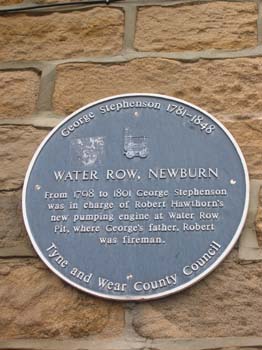 George Stephenson 1781-1848
WATER ROW, NEWBURN
From 1798 to 1801 George Stephenson
was in charge of Robert Hawthorn's
new pumping engine at Water Row
Pit, where George's father, Robert
was fireman.
Tyne and Wear County Council